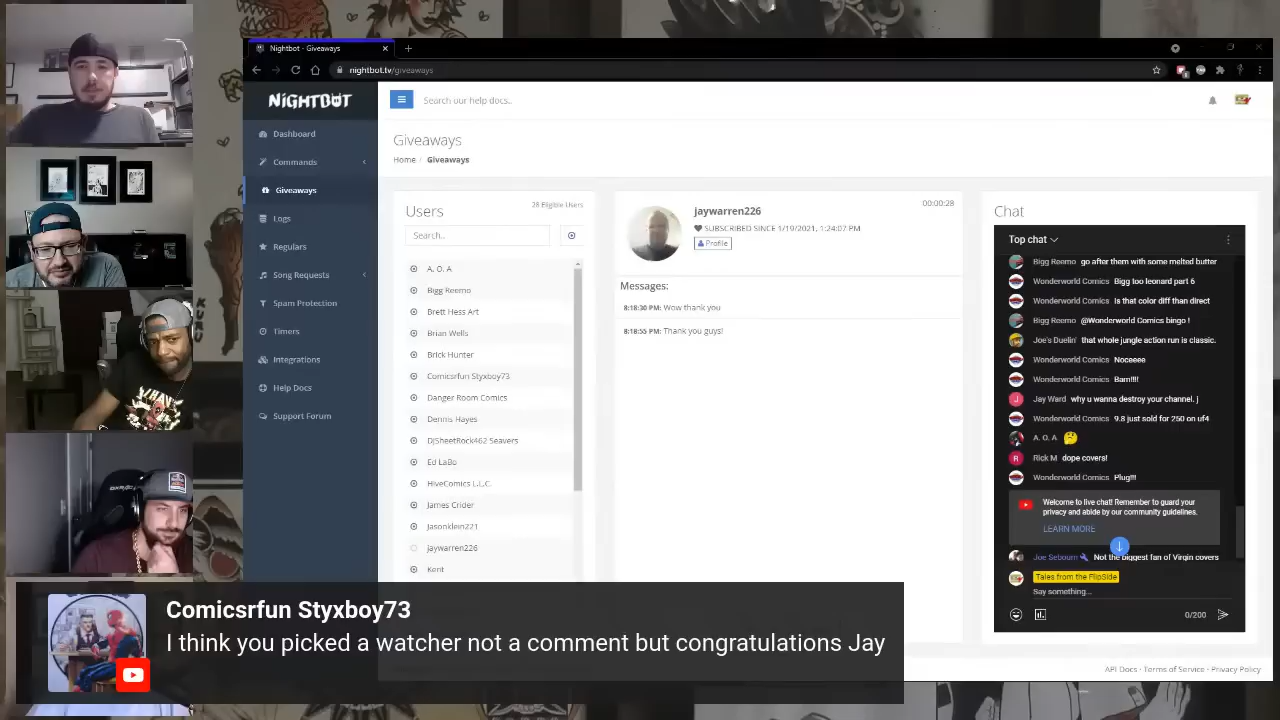 Nightbot - Giveaways
nightbot.tv/giveaways
NIGHTBOT
Search our help docs..
Dashboard
Commands
Giveaways
Logs
Regulars
Song Requests
Spam Protection
Timers
Integrations
Help Docs
Support Forum
Giveaways
Home / Giveaways
Users
28 Eligible Users
Search..
A. O. A
Bigg Reemo
Brett Hess Art
Brian Wells
Brick Hunter
Comicsrfun Styxboy73
Danger Room Comics
Dennis Hayes
DjSheetRock462 Seavers
Ed LaBo
HiveComics L.L.C.
James Crider
Jasonklein221
jaywarren226
Kent
jaywarren226
00:00:28
SUBSCRIBED SINCE 1/19/2021, 1:24:07 PM
Profile
Messages:
8:18:30 PM: Wow thank you
8:18:55 PM: Thank you guys!
Chat
Top chat
Bigg Reemo go after them with some melted butter
Wonderworld Comics Bigg too leonard part 6
Wonderworld Comics Is that color diff than direct
Bigg Reemo @Wonderworld Comics bingo !
Joe's Duelin' that whole jungle action run is classic.
Wonderworld Comics Noceeee
Wonderworld Comics Bam!!!!
Jay Ward why u wanna destroy your channel. j
Wonderworld Comics 9.8 just sold for 250 on uf4
A. O. A
Rick M dope covers!
Wonderworld Comics Plug!!!
Welcome to live chat! Remember to guard your
privacy and abide by our community guidelines.
LEARN MORE
Joe Sebourn Not the biggest fan of Virgin covers
Tales from the FlipSide
Say something...
0/200
API Docs · Terms of Service · Privacy Policy
Comicsrfun Styxboy73
I think you picked a watcher not a comment but congratulations Jay